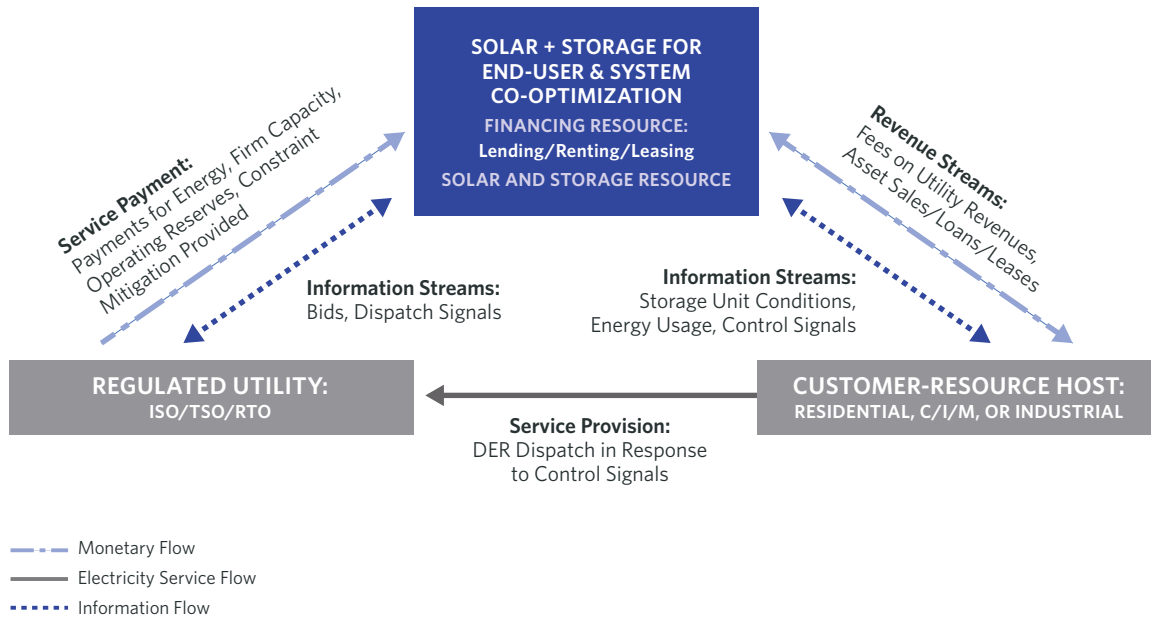 SOLAR + STORAGE FOR
END-USER & SYSTEM
CO-OPTIMIZATION
FINANCING RESOURCE:
Lending/Renting/Leasing
SOLAR AND STORAGE RESOURCE
Service Payment:
Payments for Energy, Firm Capacity,
Operating Reserves, Constraint
Mitigation Provided
Revenue Streams:
Fees on Utility Revenues,
Asset Sales/Loans/Leases
Information Streams:
Bids, Dispatch Signals
Information Streams:
Storage Unit Conditions,
Energy Usage, Control Signals
REGULATED UTILITY:
ISO/TSO/RTO
CUSTOMER-RESOURCE HOST:
RESIDENTIAL, C/I/M, OR INDUSTRIAL
Service Provision:
DER Dispatch in Response
to Control Signals
Monetary Flow
Electricity Service Flow
Information Flow